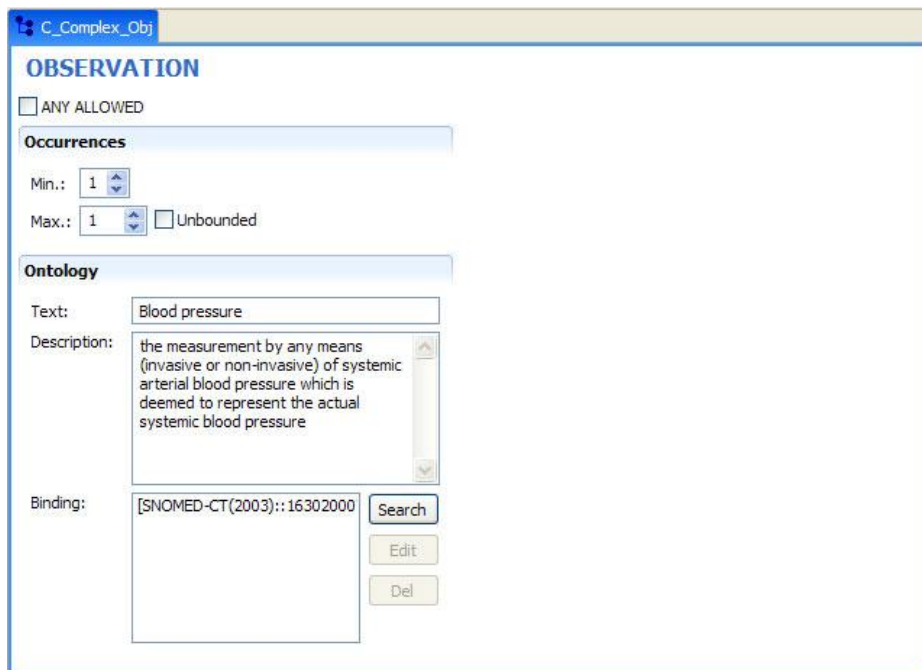 C_Complex_Obj
OBSERVATION
ANY ALLOWED
Occurrences
Min.: 1
Max.: 1 Unbounded
Ontology
Text: Blood pressure
Description: the measurement by any means
(invasive or non-invasive) of systemic
arterial blood pressure which is
deemed to represent the actual
systemic blood pressure
Binding: [SNOMED-CT(2003)::16302000 Search
Edit
Del